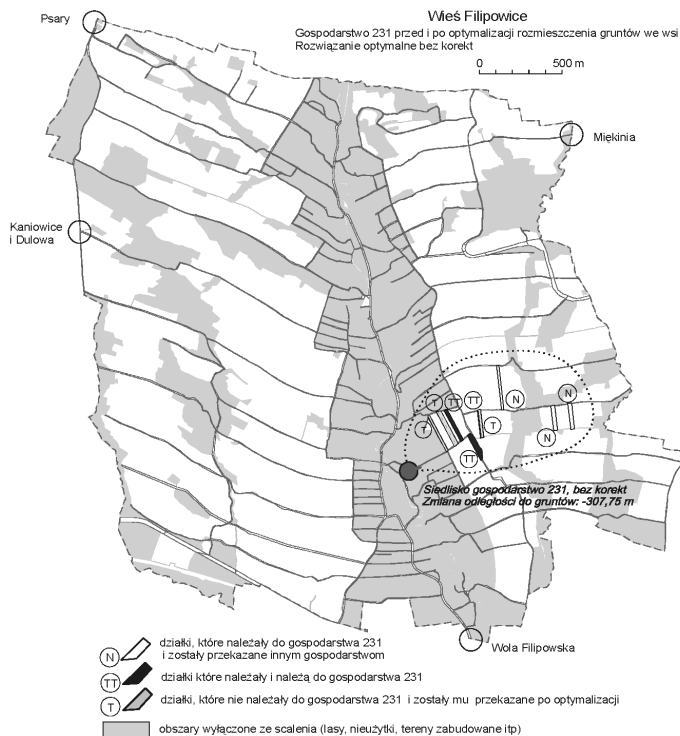 Wieś Filipowice
Gospodarstwo 231 przed i po optymalizacji rozmieszczenia gruntów we wsi
Rozwiązanie optymalne bez korekt
0 500 m
Psary
Miękinia
Kaniowice
i Dulowa
T TT TT N N
T T N
TT
Siedlisko gospodarstwo 231, bez korekt
Zmiana odległości do gruntów: -307,75 m
Wola Filipowska
N działki, które należały do gospodarstwa 231
i zostały przekazane innym gospodarstwom
TT działki które należały i należą do gospodarstwa 231
T działki, które nie należały do gospodarstwa 231 i zostały mu przekazane po optymalizacji
obszary wyłączone ze scalenia (lasy, nieużytki, tereny zabudowane itp)